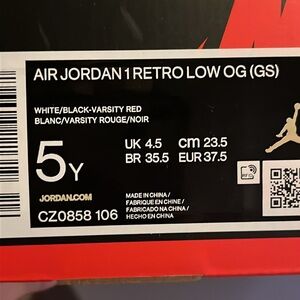 AIR JORDAN 1 RETRO LOW OG (GS)
WHITE/BLACK-VARSITY RED
BLANC/VARSITY ROUGE/NOIR
5Y
UK 4.5 cm 23.5
BR 35.5 EUR 37.5
JORDAN.COM
CZ0858 106
MADE IN CHINA /
FABRIQUE EN CHINE /
FABRICADO NA CHINA /
HECHO EN CHINA